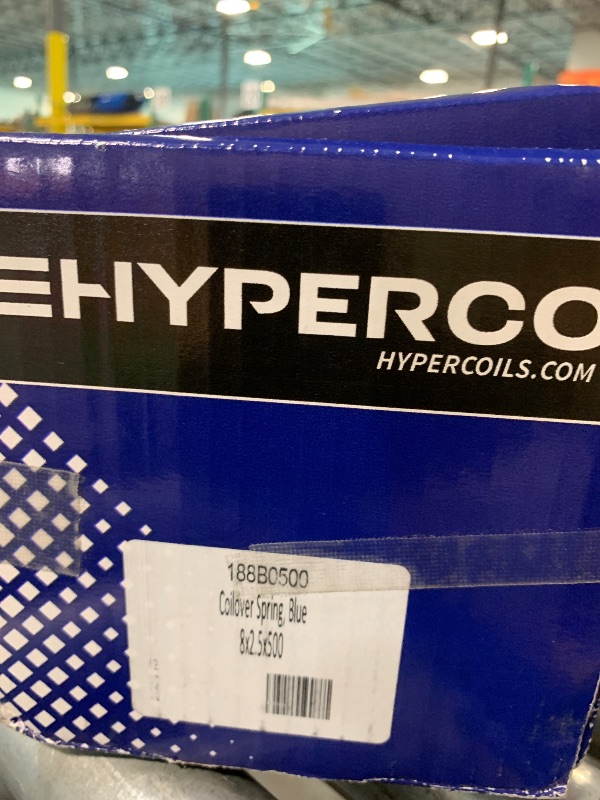 HYPERCO
HYPERCOILS.COM
188B0500
Coilover Spring, Blue
8x2.5x500